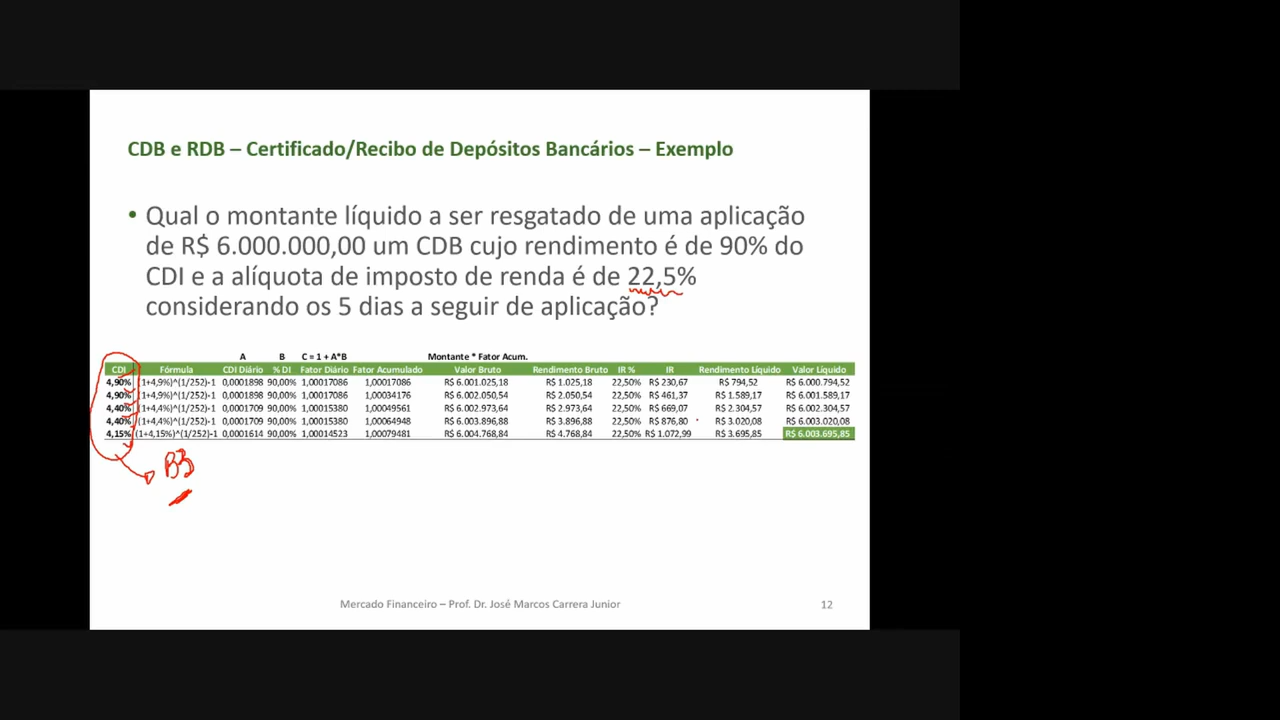 CDB e RDB – Certificado/Recibo de Depósitos Bancários – Exemplo
• Qual o montante líquido a ser resgatado de uma aplicação
de R$ 6.000.000,00 um CDB cujo rendimento é de 90% do
CDI e a alíquota de imposto de renda é de 22,5%
considerando os 5 dias a seguir de aplicação?
A B C = 1 + A*B Montante * Fator Acum.
CDI Fórmula CDI Diário % DI Fator Diário Fator Acumulado Valor Bruto Rendimento Bruto IR % IR Rendimento Líquido Valor Líquido
4,90% (1+4,9%)^(1/252)-1 0,0001898 90,00% 1,00017086 1,00017086 R$ 6.001.025,18 R$ 1.025,18 22,50% R$ 230,67 R$ 794,52 R$ 6.000.794,52
4,90% (1+4,9%)^(1/252)-1 0,0001898 90,00% 1,00017086 1,00034176 R$ 6.002.050,54 R$ 2.050,54 22,50% R$ 461,37 R$ 1.589,17 R$ 6.001.589,17
4,40% (1+4,4%)^(1/252)-1 0,0001709 90,00% 1,00015380 1,00049561 R$ 6.002.973,64 R$ 2.973,64 22,50% R$ 669,07 R$ 2.304,57 R$ 6.002.304,57
4,40% (1+4,4%)^(1/252)-1 0,0001709 90,00% 1,00015380 1,00064948 R$ 6.003.896,88 R$ 3.896,88 22,50% R$ 876,80 R$ 3.020,08 R$ 6.003.020,08
4,15% (1+4,15%)^(1/252)-1 0,0001614 90,00% 1,00014523 1,00079481 R$ 6.004.768,84 R$ 4.768,84 22,50% R$ 1.072,99 R$ 3.695,85 R$ 6.003.695,85
B3
Mercado Financeiro – Prof. Dr. José Marcos Carrera Junior 12